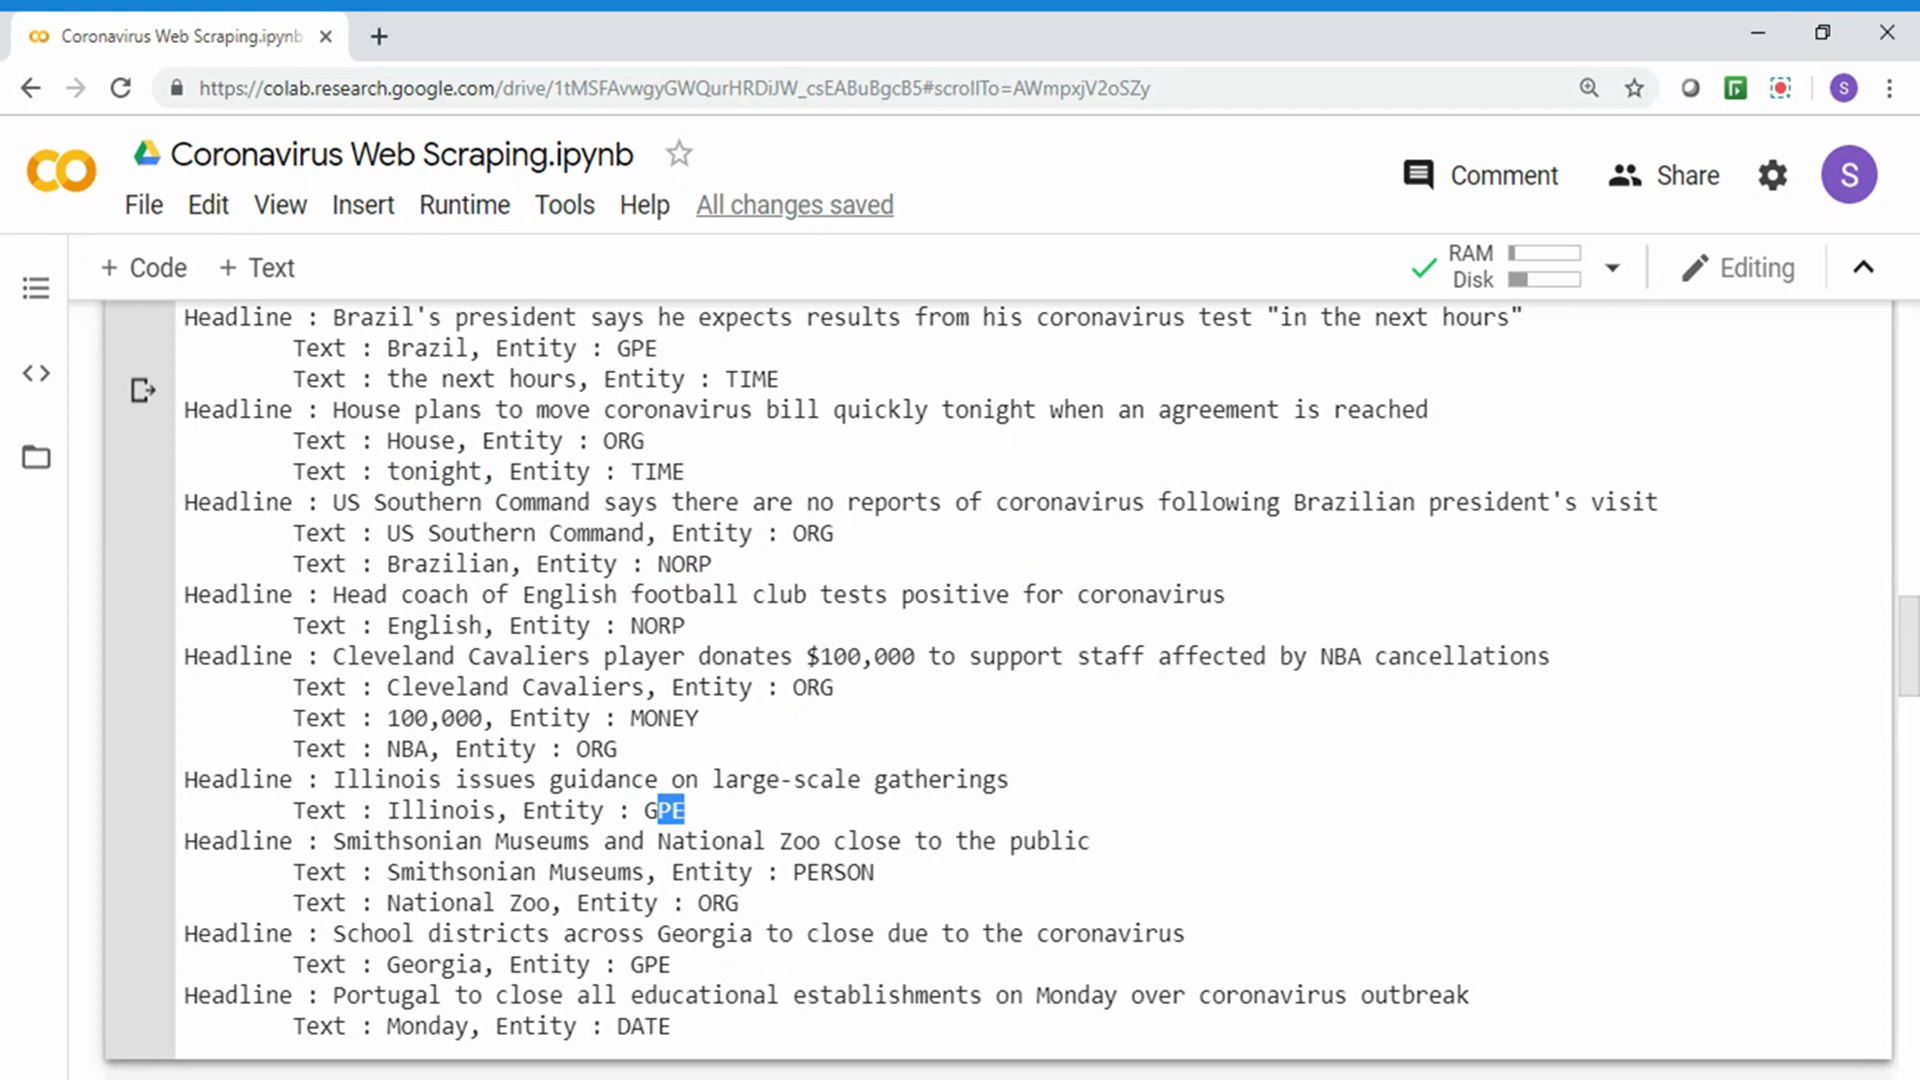 Coronavirus Web Scraping.ipynb
https://colab.research.google.com/drive/1tMSFAvwgyGWQurHRDiJW_csEABuBgcB5#scrollTo=AWmpxjV2oSZy
S
CO
Coronavirus Web Scraping.ipynb
Comment
Share
S
File Edit View Insert Runtime Tools Help All changes saved
+ Code + Text
RAM
Disk
Editing
Headline : Brazil's president says he expects results from his coronavirus test "in the next hours"
Text : Brazil, Entity : GPE
Text : the next hours, Entity : TIME
Headline : House plans to move coronavirus bill quickly tonight when an agreement is reached
Text : House, Entity : ORG
Text : tonight, Entity : TIME
Headline : US Southern Command says there are no reports of coronavirus following Brazilian president's visit
Text : US Southern Command, Entity : ORG
Text : Brazilian, Entity : NORP
Headline : Head coach of English football club tests positive for coronavirus
Text : English, Entity : NORP
Headline : Cleveland Cavaliers player donates $100,000 to support staff affected by NBA cancellations
Text : Cleveland Cavaliers, Entity : ORG
Text : 100,000, Entity : MONEY
Text : NBA, Entity : ORG
Headline : Illinois issues guidance on large-scale gatherings
Text : Illinois, Entity : GPE
Headline : Smithsonian Museums and National Zoo close to the public
Text : Smithsonian Museums, Entity : PERSON
Text : National Zoo, Entity : ORG
Headline : School districts across Georgia to close due to the coronavirus
Text : Georgia, Entity : GPE
Headline : Portugal to close all educational establishments on Monday over coronavirus outbreak
Text : Monday, Entity : DATE